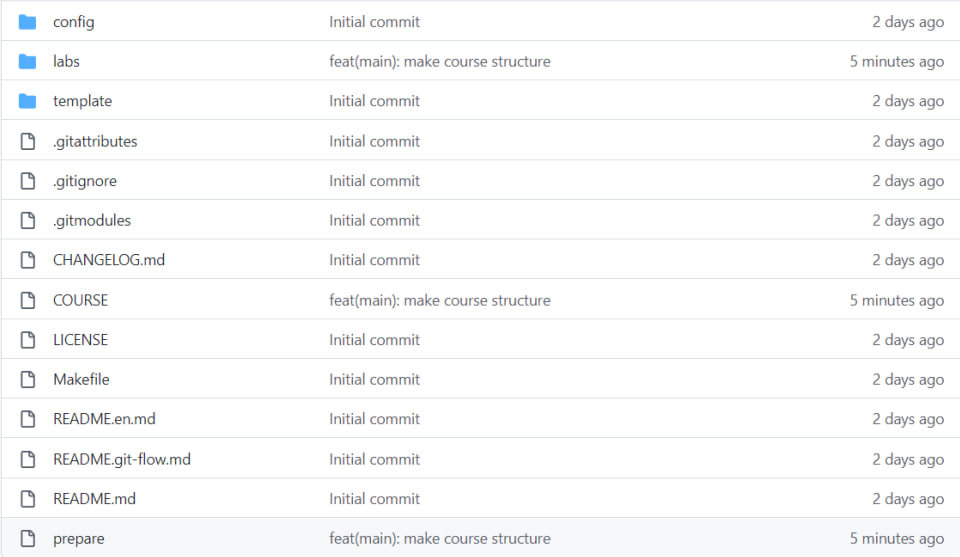 config Initial commit 2 days ago
labs feat(main): make course structure 5 minutes ago
template Initial commit 2 days ago
.gitattributes Initial commit 2 days ago
.gitignore Initial commit 2 days ago
.gitmodules Initial commit 2 days ago
CHANGELOG.md Initial commit 2 days ago
COURSE feat(main): make course structure 5 minutes ago
LICENSE Initial commit 2 days ago
Makefile Initial commit 2 days ago
README.en.md Initial commit 2 days ago
README.git-flow.md Initial commit 2 days ago
README.md Initial commit 2 days ago
prepare feat(main): make course structure 5 minutes ago